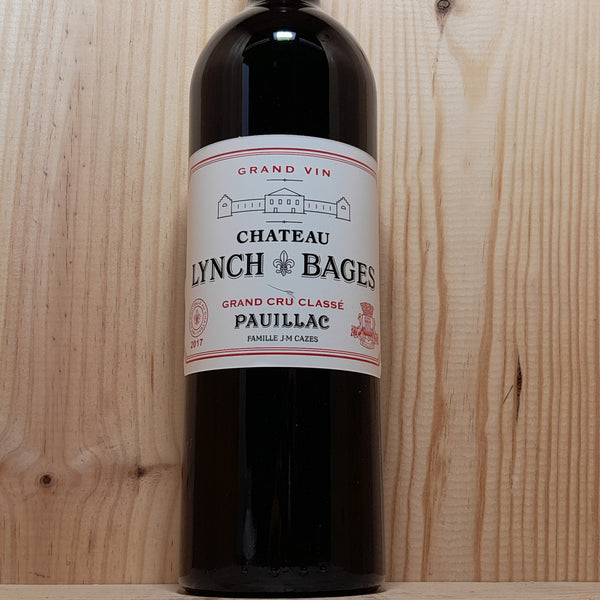 GRAND VIN
CHATEAU
LYNCH BAGES
GRAND CRU CLASSÉ
PAUILLAC
2017
FAMILLE J-M CAZES